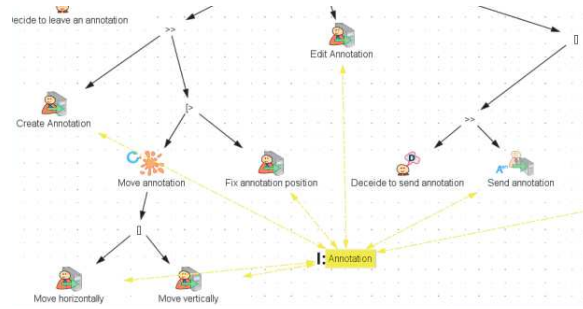 ecide to leave an annotation
>>
Edit Annotation
[]
Create Annotation
[>
>>
Move annotation
Fix annotation position
D
Deceide to send annotation
Send annotation
[]
I: Annotation
Move horizontally
Move vertically